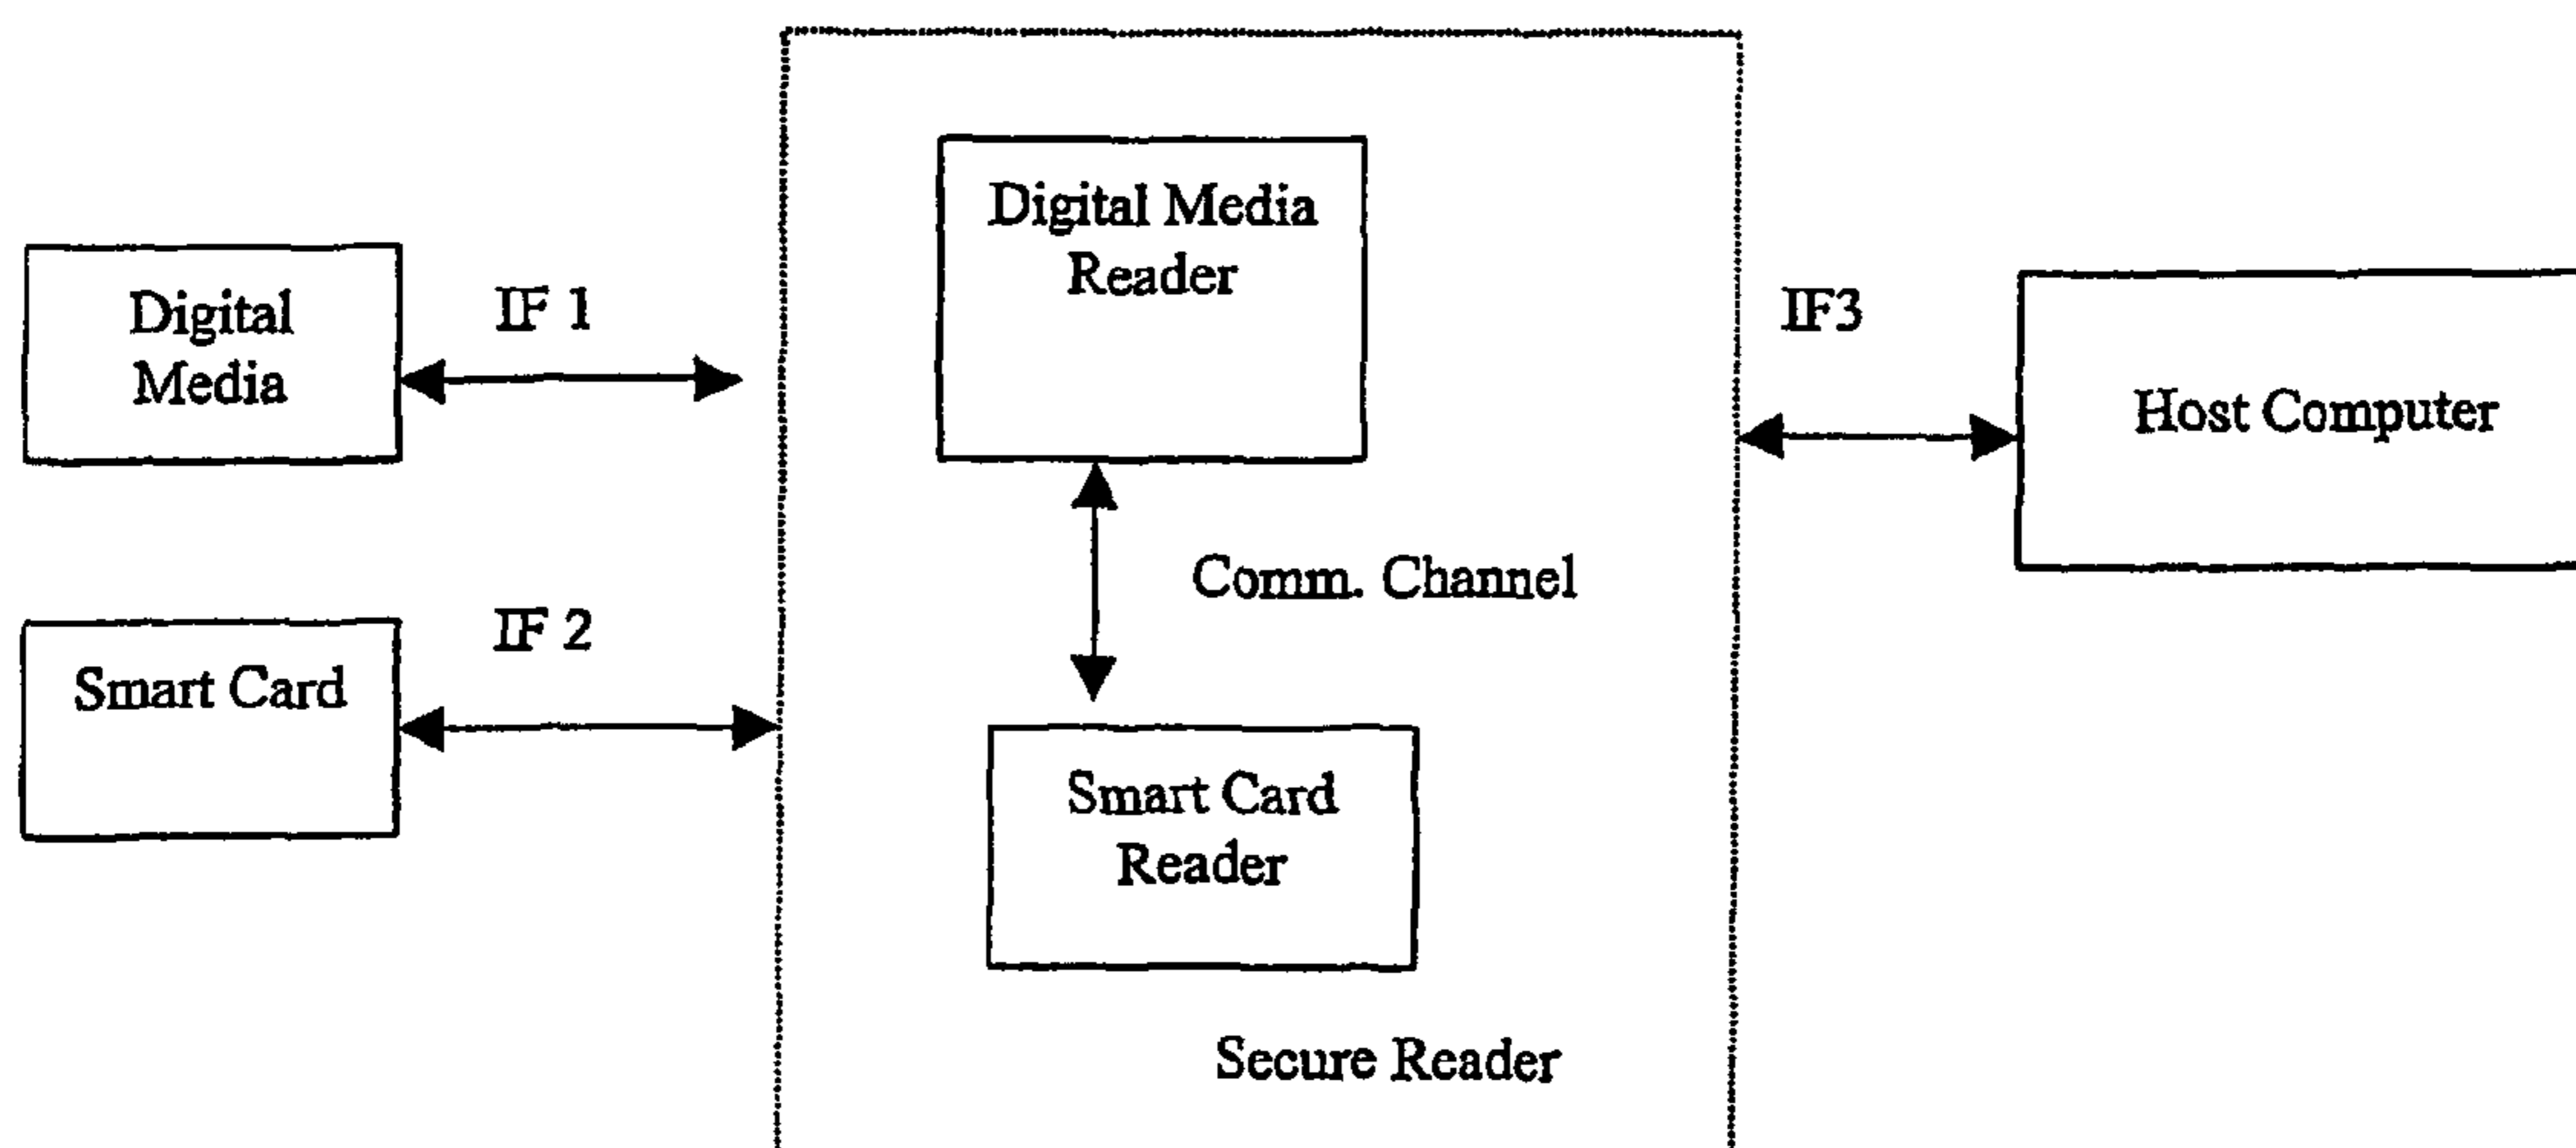 Digital Media
Reader
Digital
Media
IF 1
IF3
Host Computer
Comm. Channel
IF 2
Smart Card
Smart Card
Reader
Secure Reader